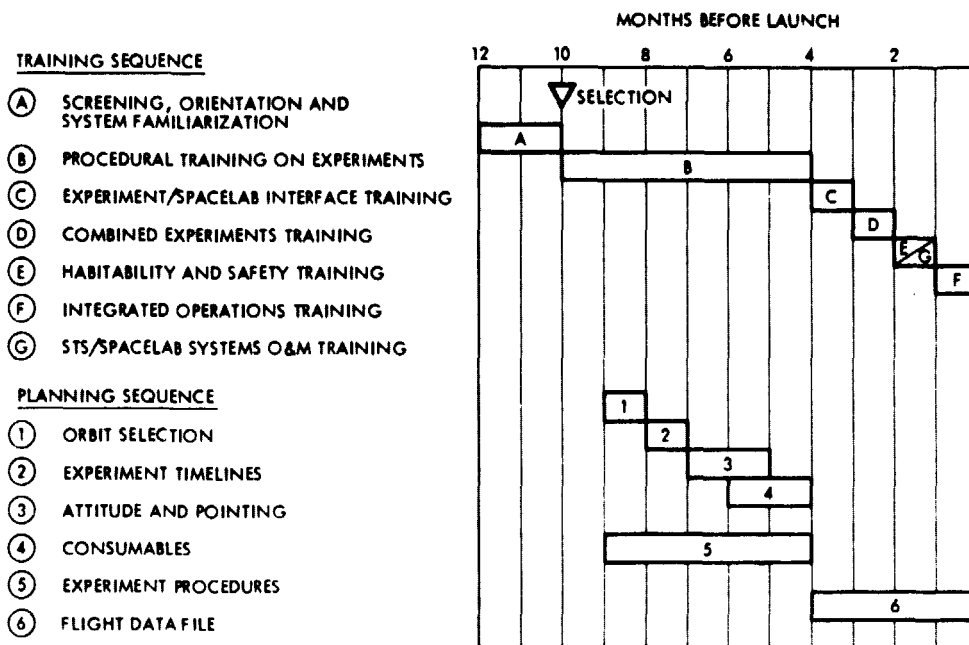 MONTHS BEFORE LAUNCH
12 10 8 6 4 2
TRAINING SEQUENCE
SELECTION
A SCREENING, ORIENTATION AND
SYSTEM FAMILIARIZATION
B PROCEDURAL TRAINING ON EXPERIMENTS
C EXPERIMENT/SPACELAB INTERFACE TRAINING
D COMBINED EXPERIMENTS TRAINING
E HABITABILITY AND SAFETY TRAINING
F INTEGRATED OPERATIONS TRAINING
G STS/SPACELAB SYSTEMS O&M TRAINING
A
B
C
D
E G
F
PLANNING SEQUENCE
1 ORBIT SELECTION
2 EXPERIMENT TIMELINES
3 ATTITUDE AND POINTING
4 CONSUMABLES
5 EXPERIMENT PROCEDURES
6 FLIGHT DATA FILE
1
2
3
4
5
6